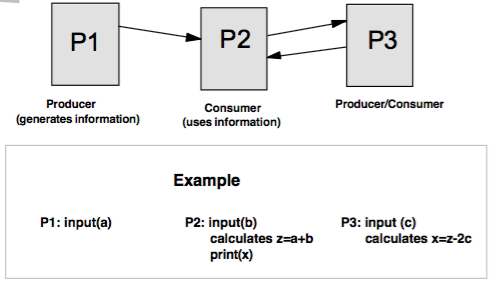 P1
P2
P3
Producer
(generates information)
Consumer
(uses information)
Producer/Consumer
Example
P1: input(a)
P2: input(b)
calculates z=a+b
print(x)
P3: input (c)
calculates x=z-2c